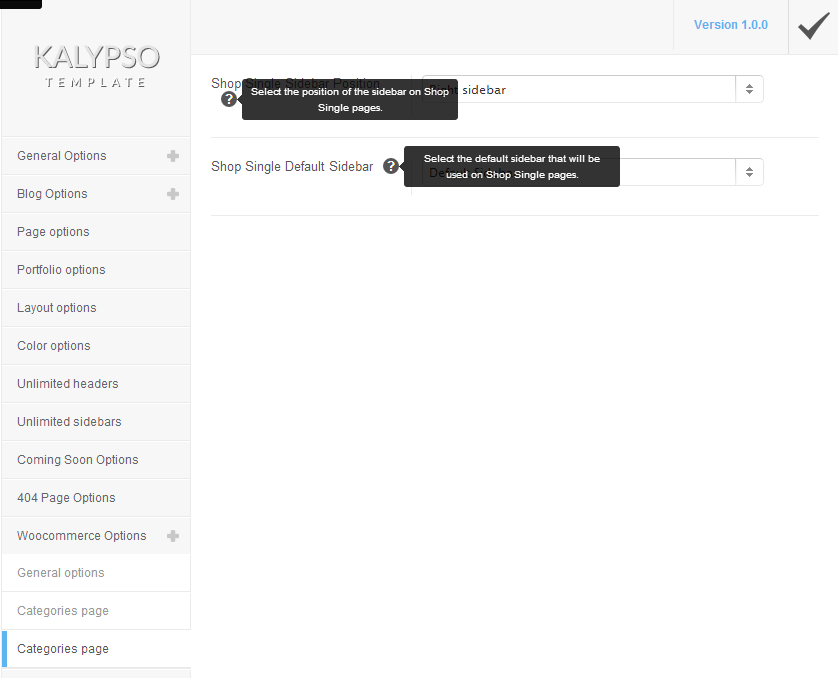 KALYPSO
TEMPLATE
Version 1.0.0
General Options
Blog Options
Page options
Portfolio options
Layout options
Color options
Unlimited headers
Unlimited sidebars
Coming Soon Options
404 Page Options
Woocommerce Options
General options
Categories page
Categories page
Shop Single Sidebar Position
?
Select the position of the sidebar on Shop
Single pages.
Right sidebar
Shop Single Default Sidebar
?
Select the default sidebar that will be
used on Shop Single pages.